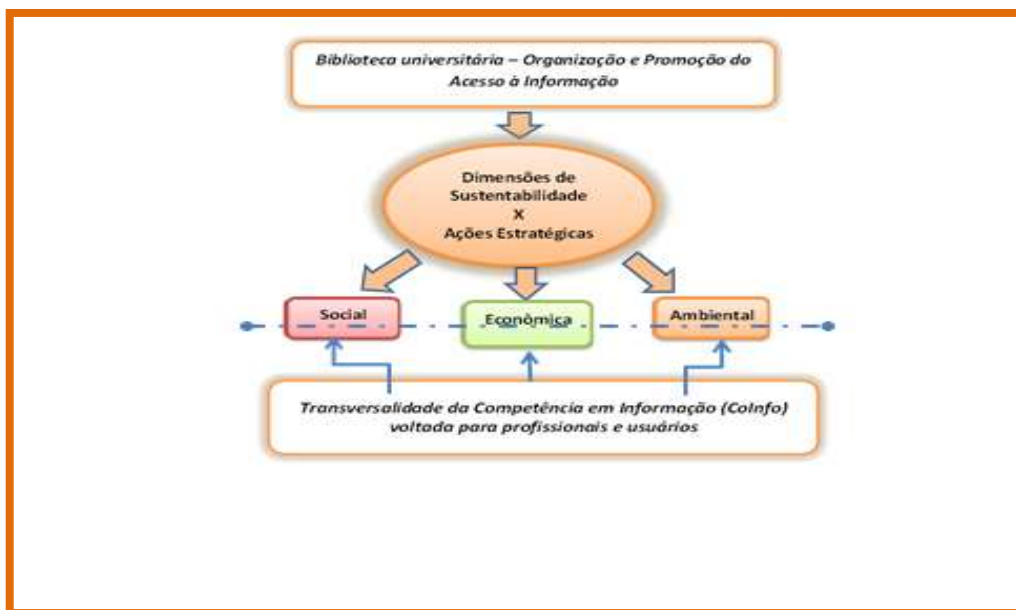 Biblioteca universitária – Organização e Promoção do
Acesso à Informação
Dimensões de
Sustentabilidade
X
Ações Estratégicas
Social
Econômica
Ambiental
Transversalidade da Competência em Informação (CoInfo)
voltada para profissionais e usuários